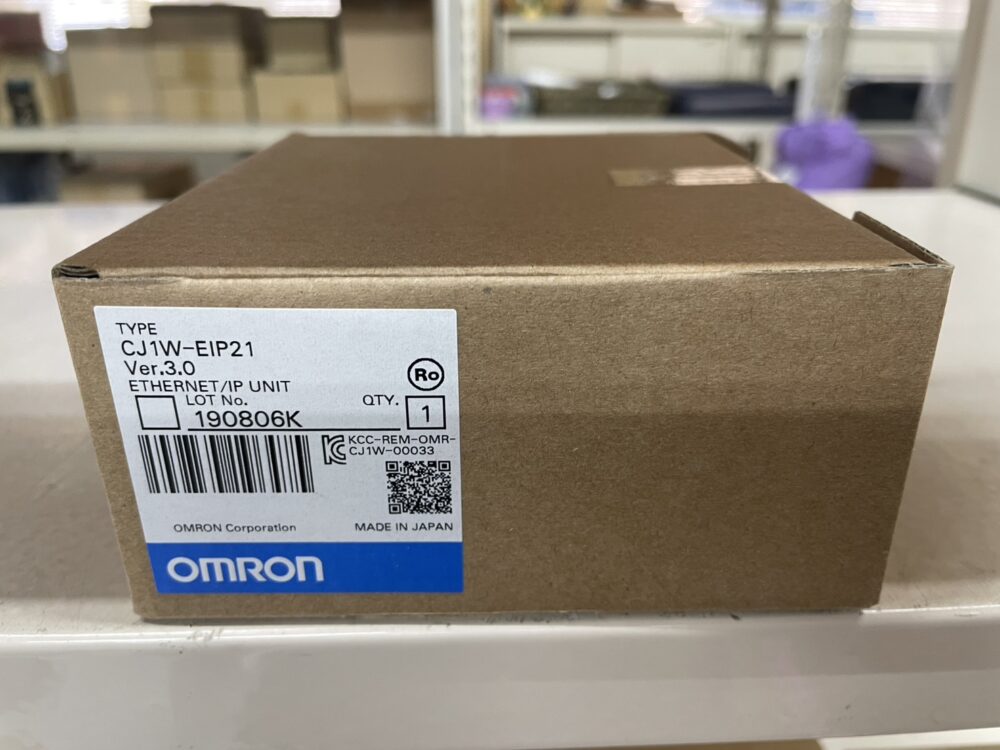 TYPE
CJ1W-EIP21
Ver.3.0
ETHERNET/IP UNIT
Ro
LOT No.
190806K
QTY.
1
KCC-REM-OMR-
CJ1W-00033
OMRON Corporation
MADE IN JAPAN
OMRON